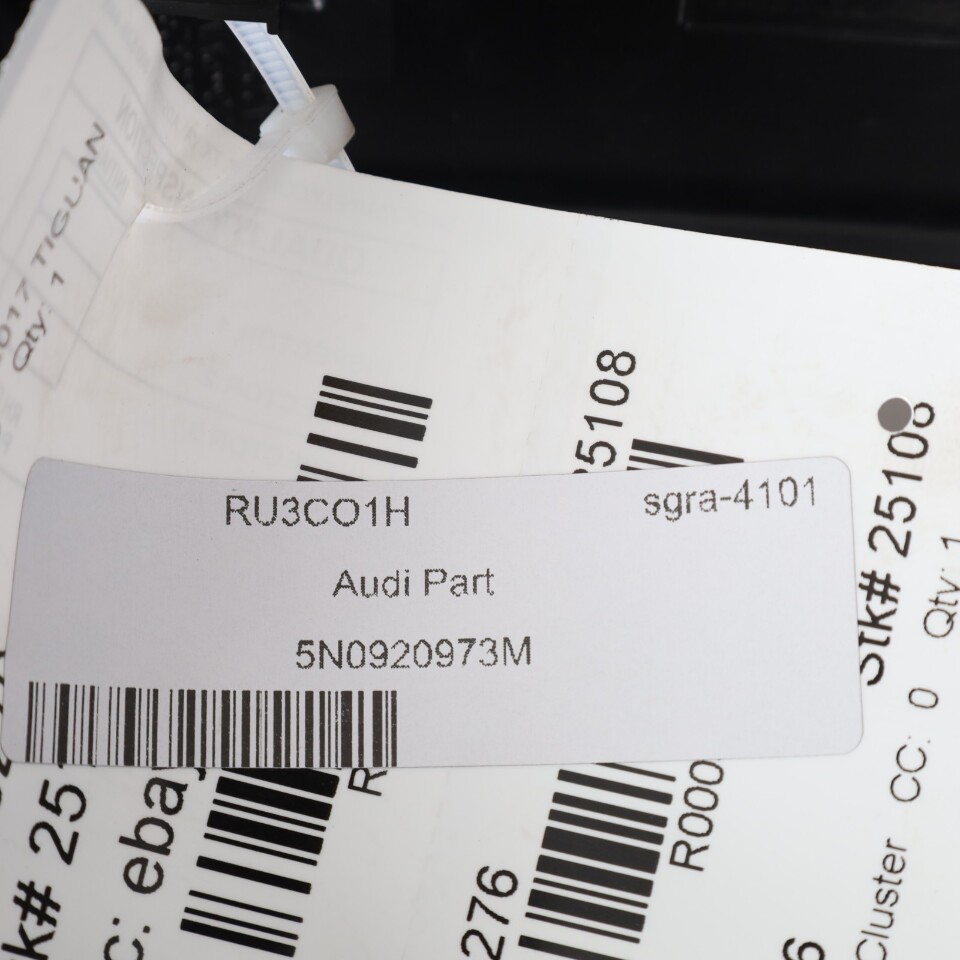 2017 TIGUAN
Qty: 1
25108
Stk# 25108
Qty: 1
RU3CO1H
sgra-4101
Audi Part
5N0920973M
CC: 0
Cluster
R000
276
6
k# 25
c: ebay
R